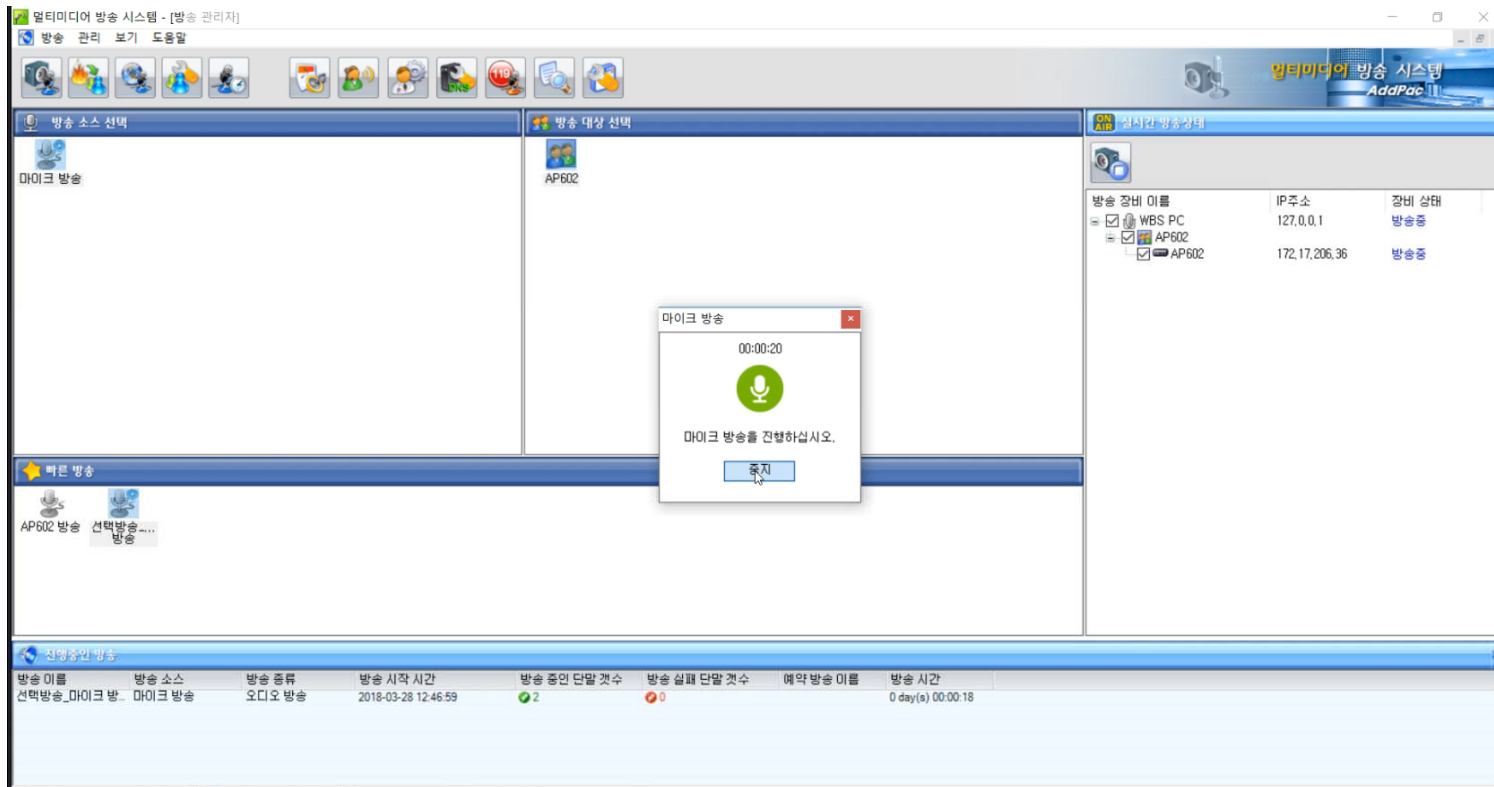 멀티미디어 방송 시스템 - [방송 관리자]
방송 관리 보기 도움말
119
DNS
멀티미디어 방송 시스템
AddPac
방송 소스 선택
방송 대상 선택
ON AIR 실시간 방송상태
마이크 방송
AP602
방송 장비 이름 IP주소 장비 상태
WBS PC 127,0,0,1 방송중
AP602
AP602 172,17,206,36 방송중
마이크 방송
00:00:20
마이크 방송을 진행하십시오.
중지
빠른 방송
AP602 방송
선택방송_...
방송
진행중인 방송
방송 이름 방송 소스 방송 종류 방송 시작 시간 방송 중인 단말 갯수 방송 실패 단말 갯수 예약 방송 이름 방송 시간
선택방송_마이크 방... 마이크 방송 오디오 방송 2018-03-28 12:46:59 2 0 0 day(s) 00:00:18